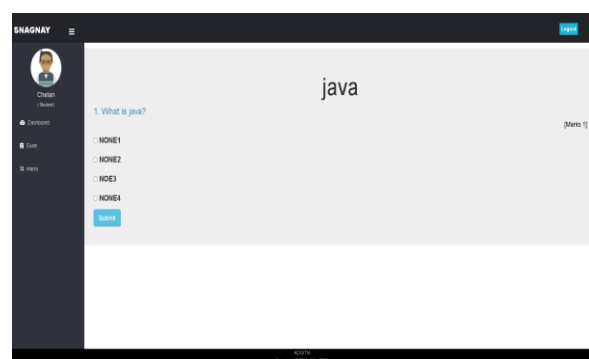 SNAGNAY
Logout
Chetan
(Student)
Dashboard
Exam
Marks
java
1. What is java?
[Marks 1]
NONE1
NONE2
NOE3
NONE4
Submit
ADGITM